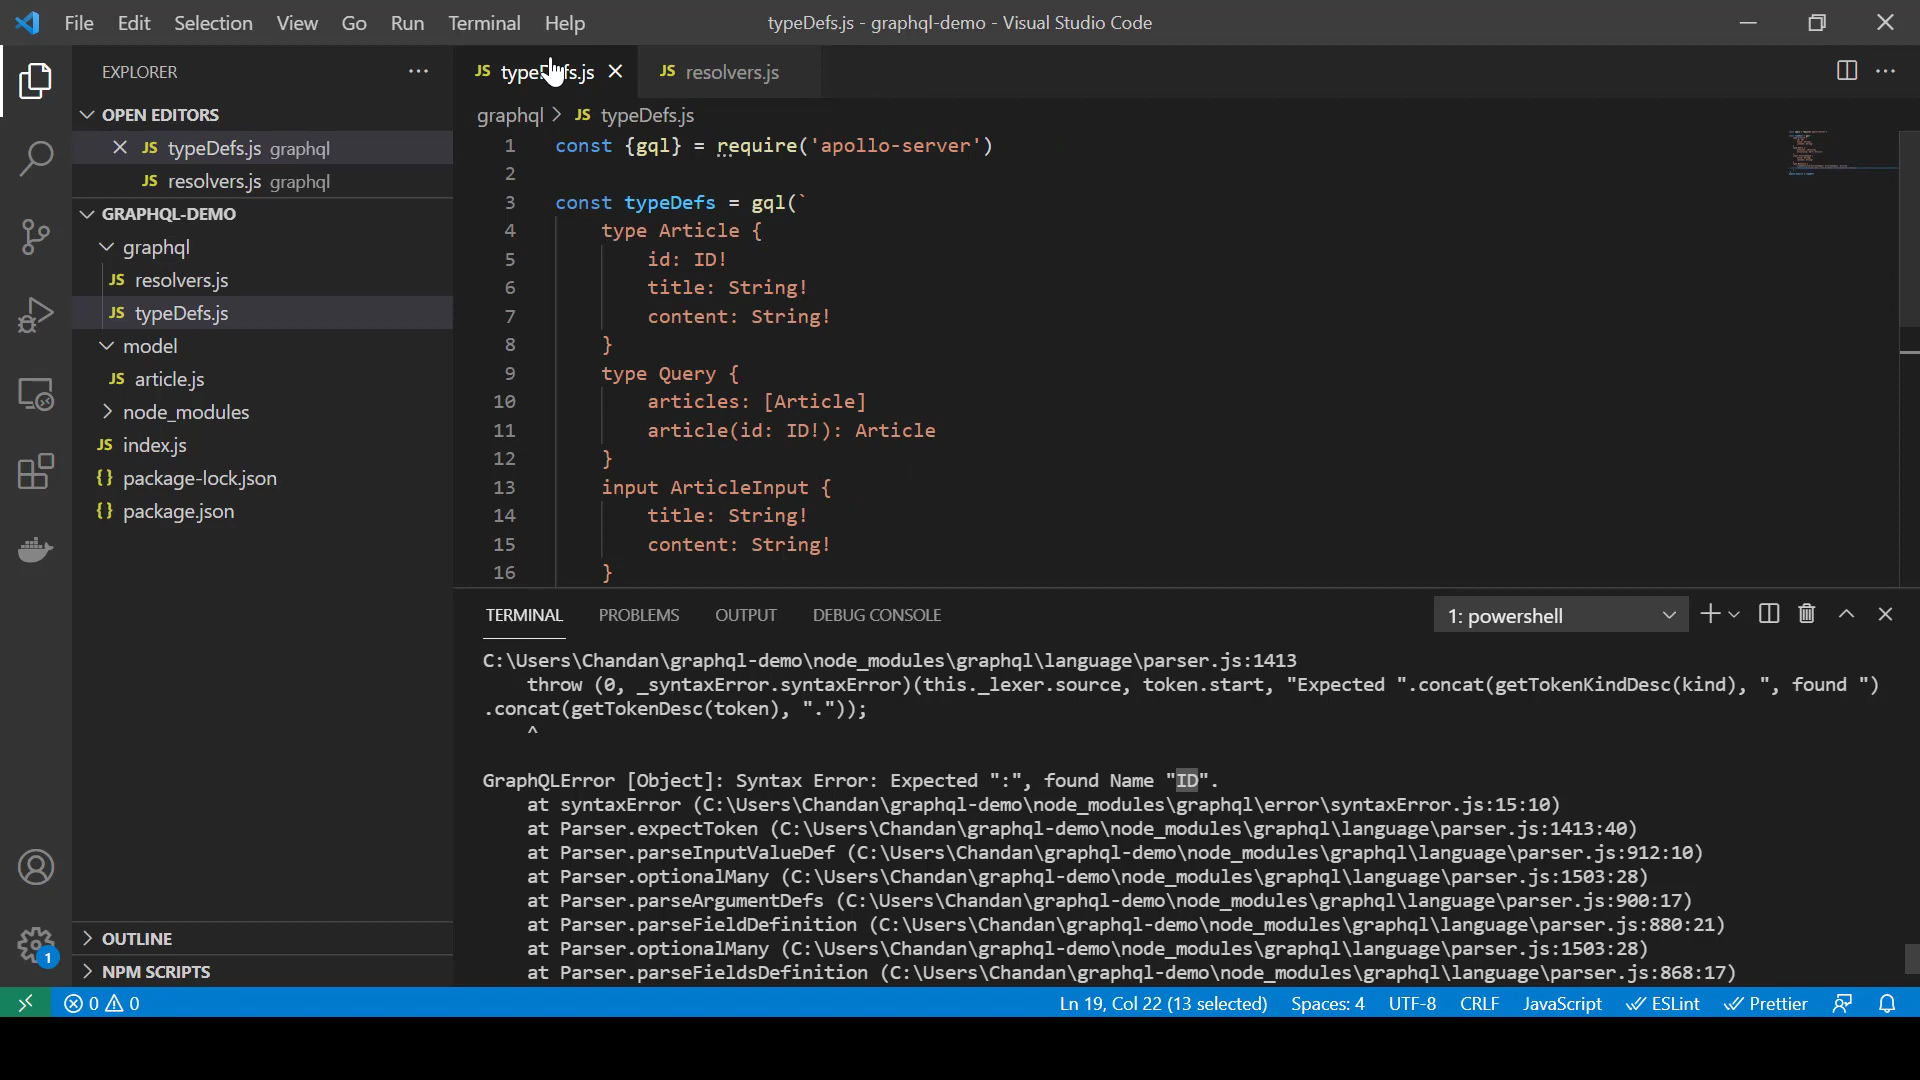 File Edit Selection View Go Run Terminal Help
typeDefs.js - graphql-demo - Visual Studio Code
EXPLORER
OPEN EDITORS
JS typeDefs.js graphql
JS resolvers.js graphql
GRAPHQL-DEMO
graphql
JS resolvers.js
JS typeDefs.js
model
JS article.js
node_modules
JS index.js
{} package-lock.json
{} package.json
OUTLINE
NPM SCRIPTS
1
JS typeDefs.js
JS resolvers.js
graphql > JS typeDefs.js
1 const {gql} = require('apollo-server')
2
3 const typeDefs = gql(`
4 type Article {
5 id: ID!
6 title: String!
7 content: String!
8 }
9 type Query {
10 articles: [Article]
11 article(id: ID!): Article
12 }
13 input ArticleInput {
14 title: String!
15 content: String!
16 }
TERMINAL PROBLEMS OUTPUT DEBUG CONSOLE
1: powershell
C:\Users\Chandan\graphql-demo\node_modules\graphql\language\parser.js:1413
throw (0, _syntaxError.syntaxError)(this._lexer.source, token.start, "Expected ".concat(getTokenKindDesc(kind), ", found ")
.concat(getTokenDesc(token), "."));
^
GraphQLError [Object]: Syntax Error: Expected ":", found Name "ID".
at syntaxError (C:\Users\Chandan\graphql-demo\node_modules\graphql\error\syntaxError.js:15:10)
at Parser.expectToken (C:\Users\Chandan\graphql-demo\node_modules\graphql\language\parser.js:1413:40)
at Parser.parseInputValueDef (C:\Users\Chandan\graphql-demo\node_modules\graphql\language\parser.js:912:10)
at Parser.optionalMany (C:\Users\Chandan\graphql-demo\node_modules\graphql\language\parser.js:1503:28)
at Parser.parseArgumentDefs (C:\Users\Chandan\graphql-demo\node_modules\graphql\language\parser.js:900:17)
at Parser.parseFieldDefinition (C:\Users\Chandan\graphql-demo\node_modules\graphql\language\parser.js:880:21)
at Parser.optionalMany (C:\Users\Chandan\graphql-demo\node_modules\graphql\language\parser.js:1503:28)
at Parser.parseFieldsDefinition (C:\Users\Chandan\graphql-demo\node_modules\graphql\language\parser.js:868:17)
0 0 Ln 19, Col 22 (13 selected) Spaces: 4 UTF-8 CRLF JavaScript ESLint Prettier